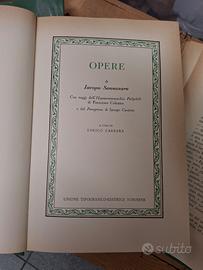 OPERE
di
Iacopo Sannazaro
Con saggi dell'Hypnerotomachia Poliphili
di Francesco Colonna
e del Peregrino di Iacopo Caviceo
A CURA DI
ENRICO CARRARA
UNIONE TIPOGRAFICO-EDITRICE TORINESE
subito